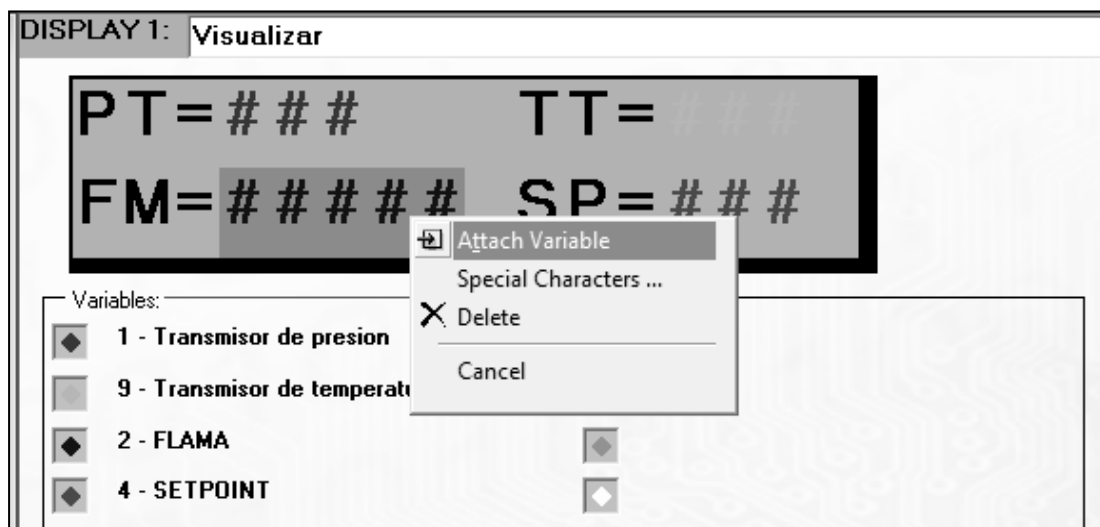 DISPLAY 1: Visualizar
PT=### TT=###
FM=##### SP=###
Attach Variable
Special Characters ...
Delete
Cancel
Variables:
1 - Transmisor de presion
9 - Transmisor de temperatu
2 - FLAMA
4 - SETPOINT